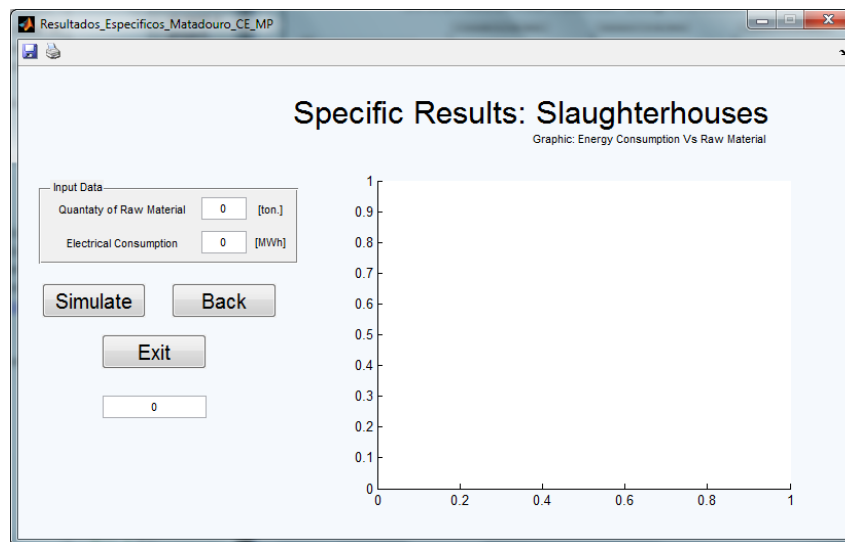 Resultados_Especificos_Matadouro_CE_MP
Specific Results: Slaughterhouses
Graphic: Energy Consumption Vs Raw Material
Input Data
Quantaty of Raw Material 0 [ton.]
Electrical Consumption 0 [MWh]
Simulate Back
Exit
0
1
0.9
0.8
0.7
0.6
0.5
0.4
0.3
0.2
0.1
0
0 0.2 0.4 0.6 0.8 1